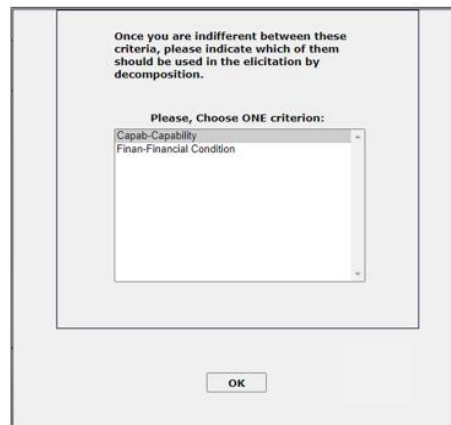 Once you are indifferent between these
criteria, please indicate which of them
should be used in the elicitation by
decomposition.
Please, Choose ONE criterion:
Capab-Capability
Finan-Financial Condition
OK